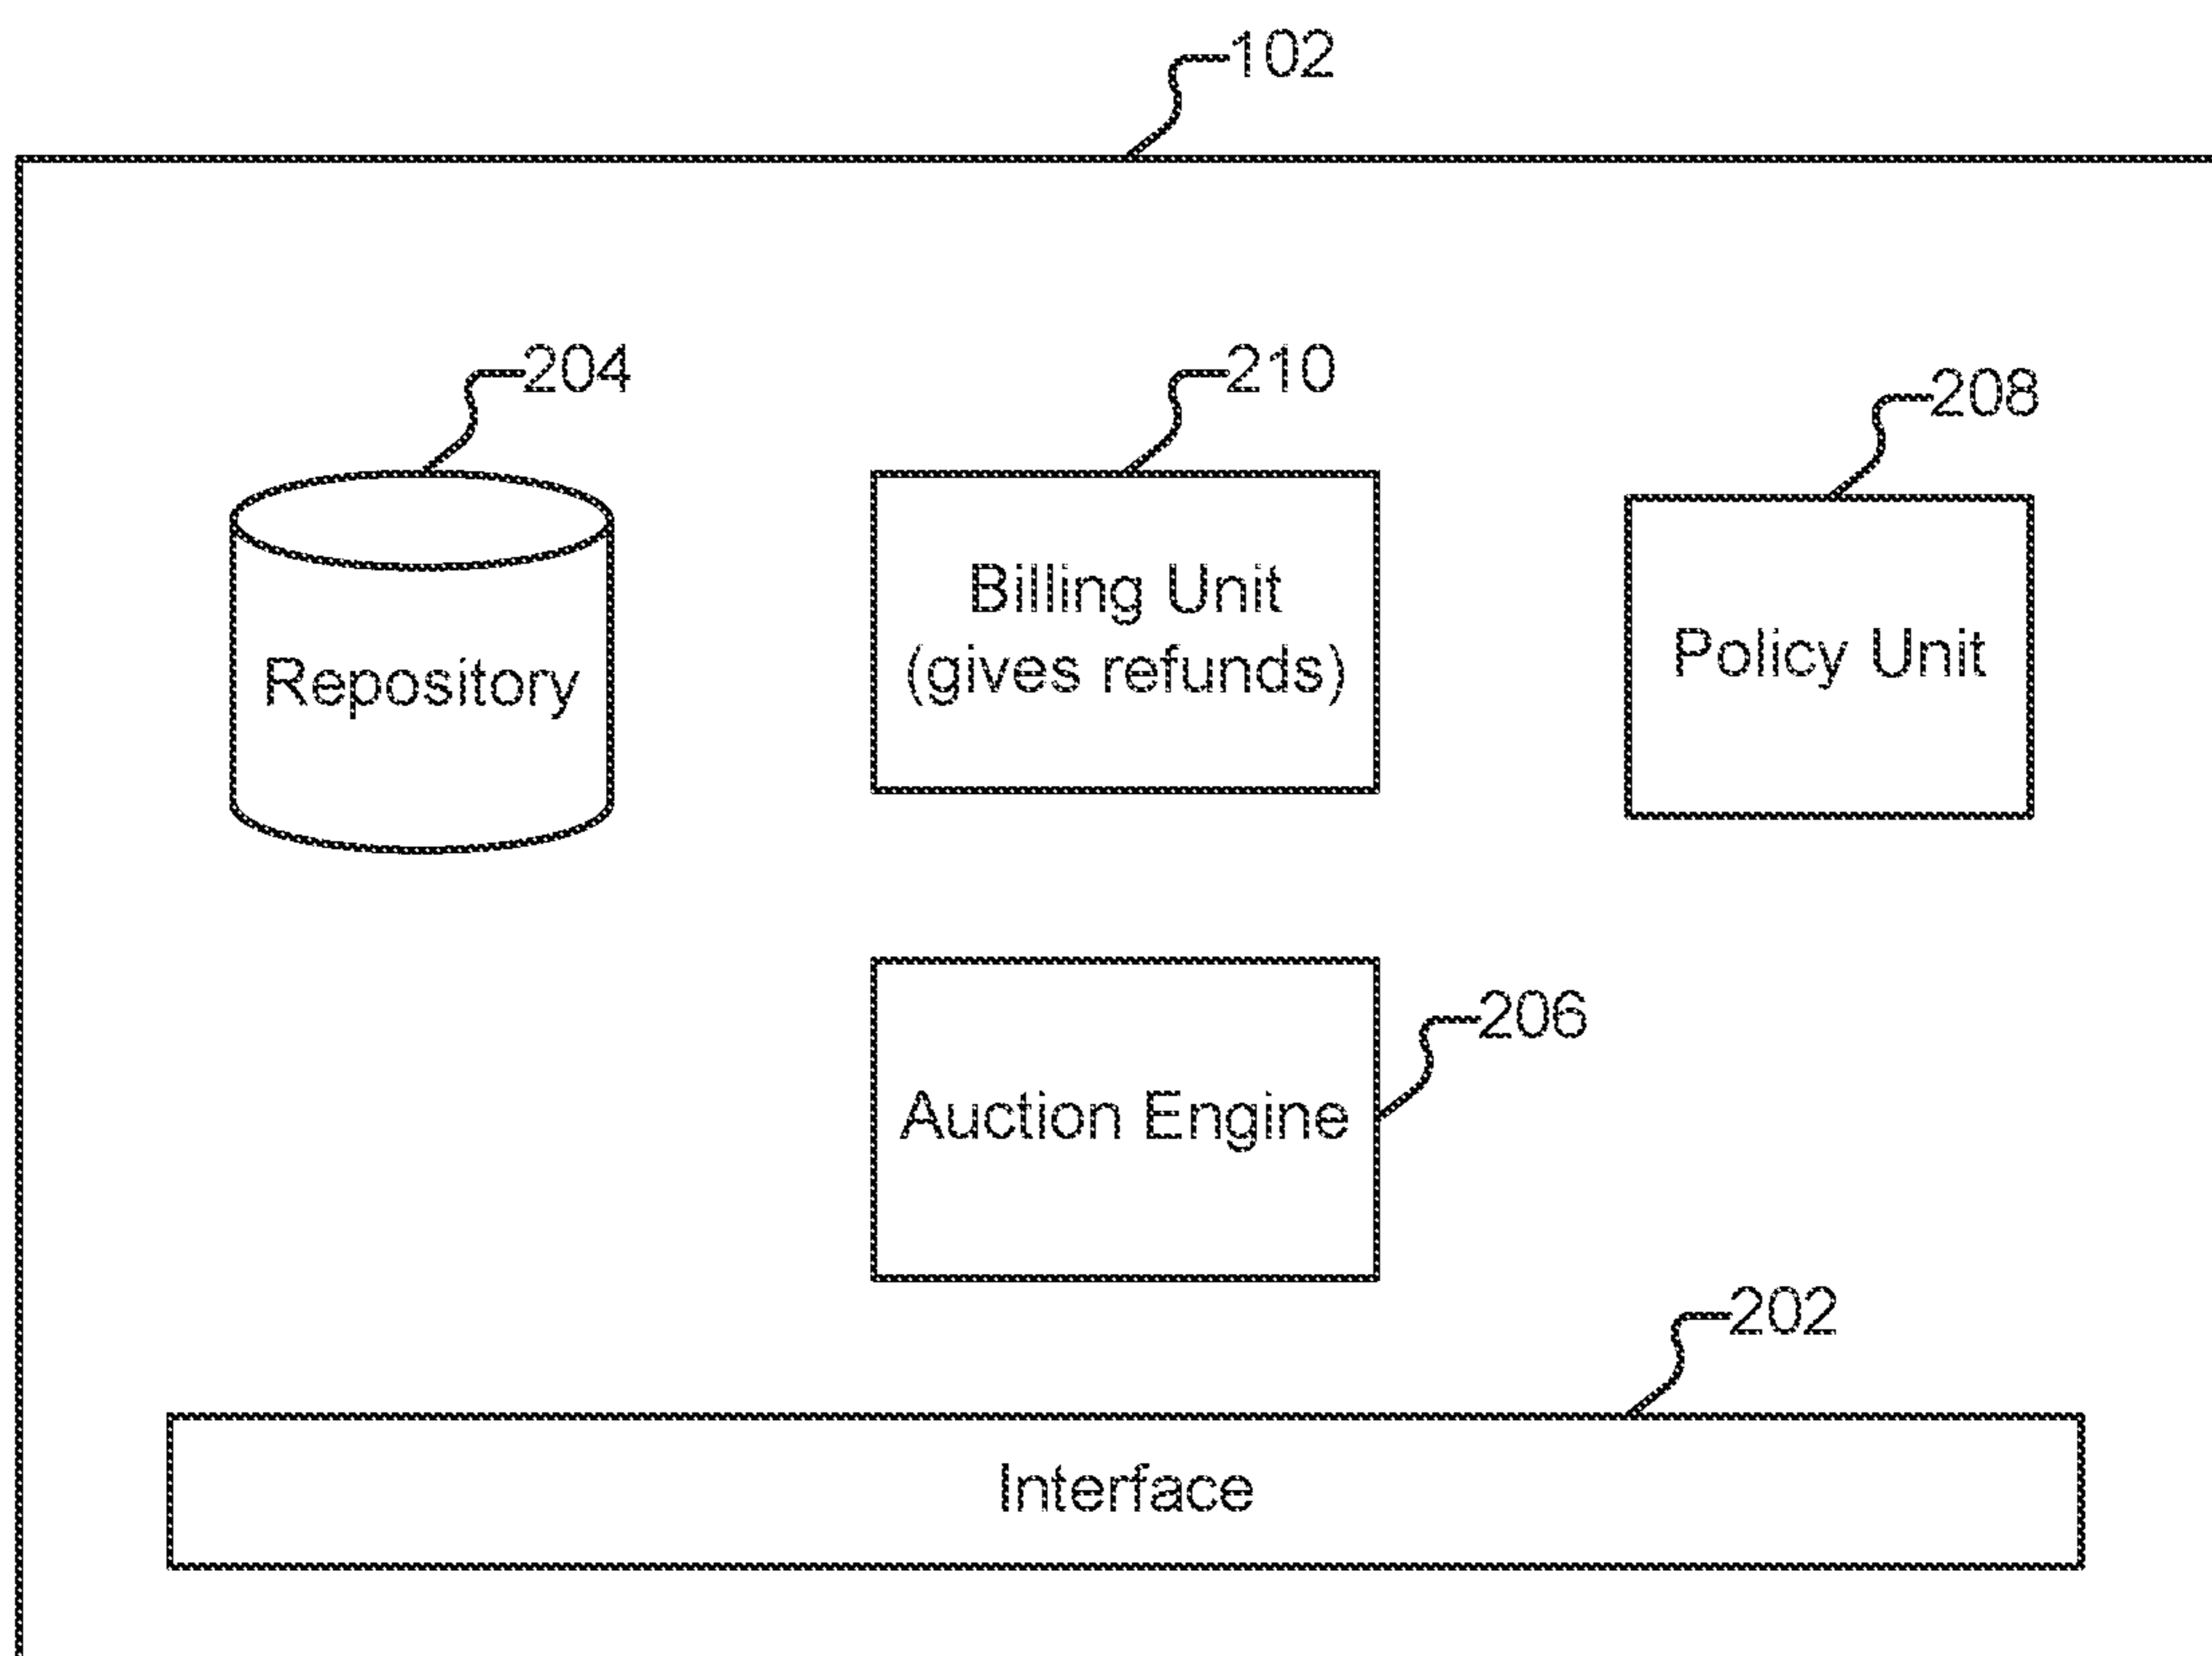 102
204
210
208
Billing Unit
(gives refunds)
Policy Unit
Repository
206
Auction Engine
202
Interface